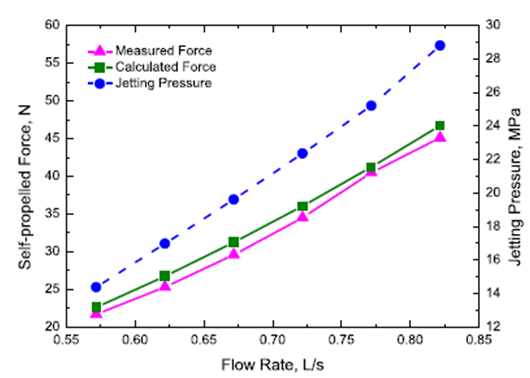 60
55
50
45
40
35
30
25
20
Self-propelled Force, N
Measured Force
Calculated Force
Jetting Pressure
30
28
26
24
22
20
18
16
14
12
Jetting Pressure, MPa
0.55 0.60 0.65 0.70 0.75 0.80 0.85
Flow Rate, L/s